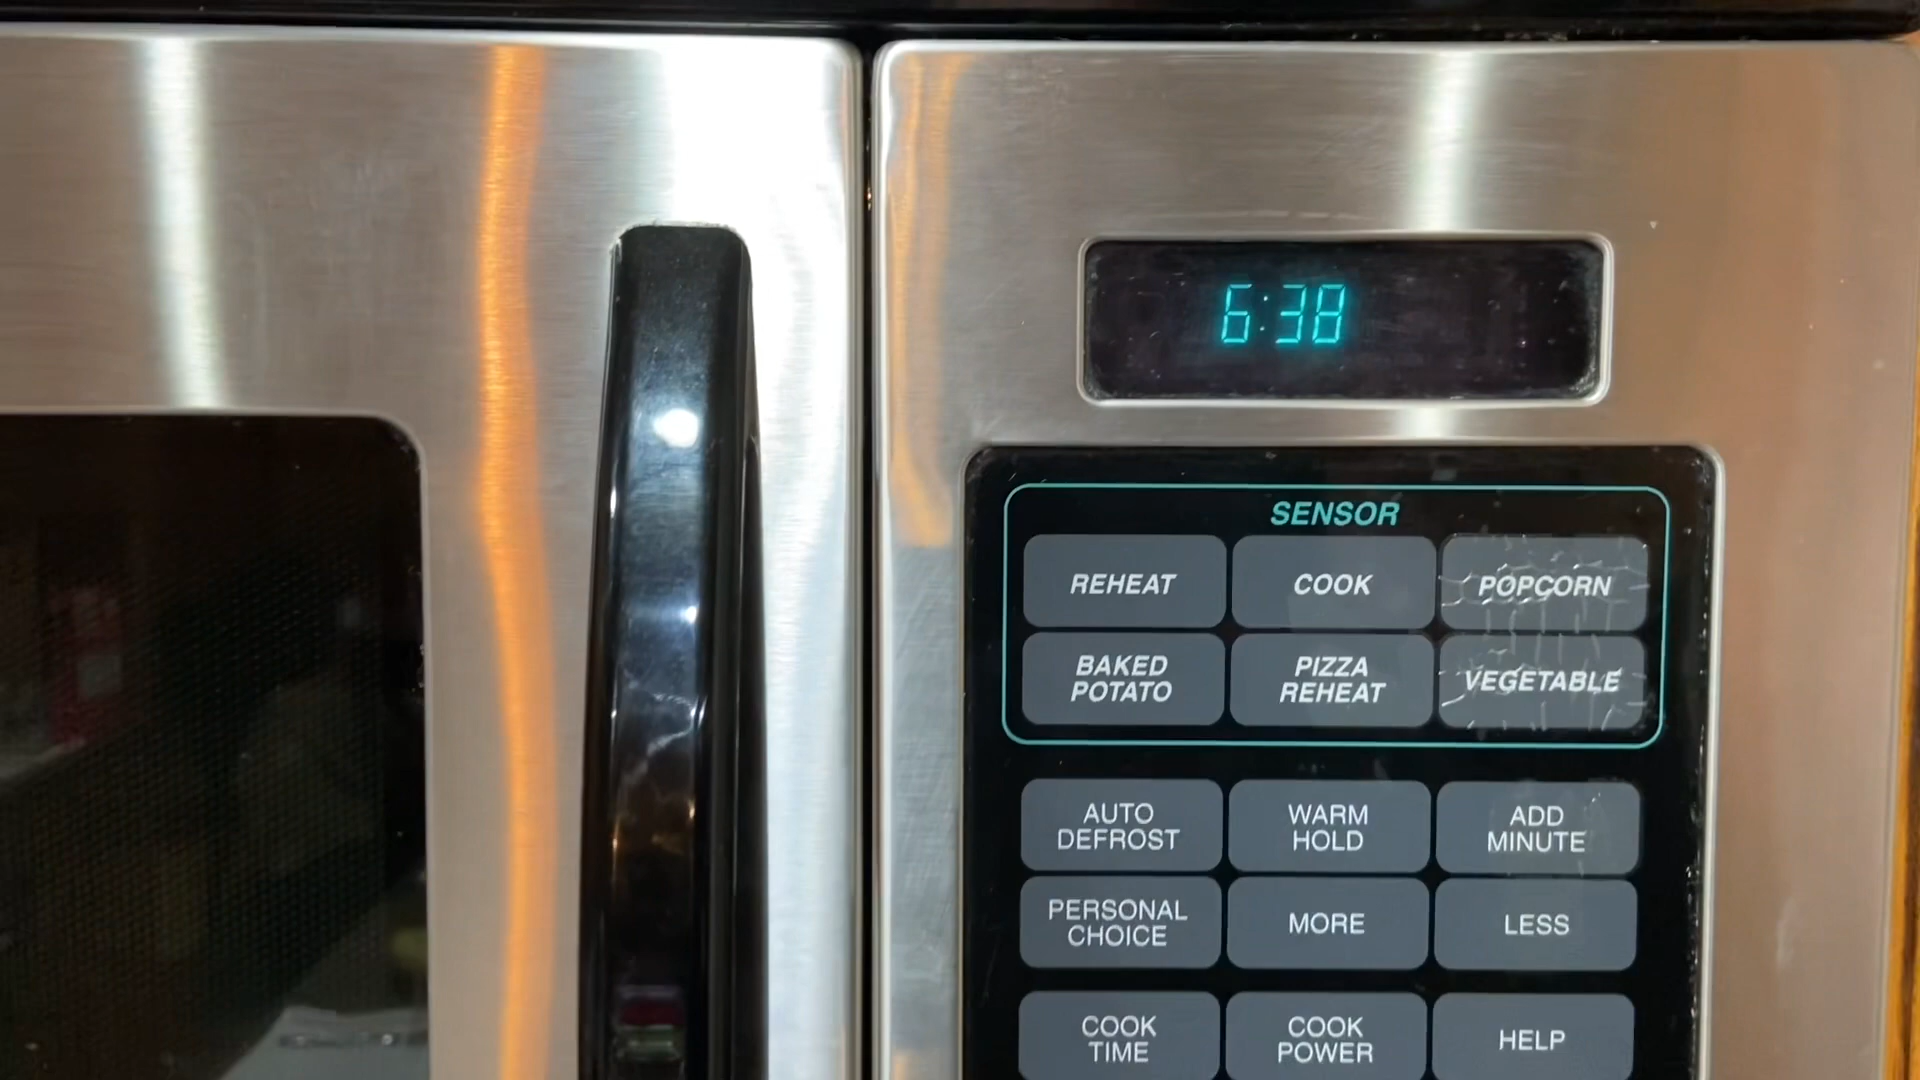 6:38
SENSOR
REHEAT
COOK
POPCORN
BAKED
POTATO
PIZZA
REHEAT
VEGETABLE
AUTO
DEFROST
WARM
HOLD
ADD
MINUTE
PERSONAL
CHOICE
MORE
LESS
COOK
TIME
COOK
POWER
HELP